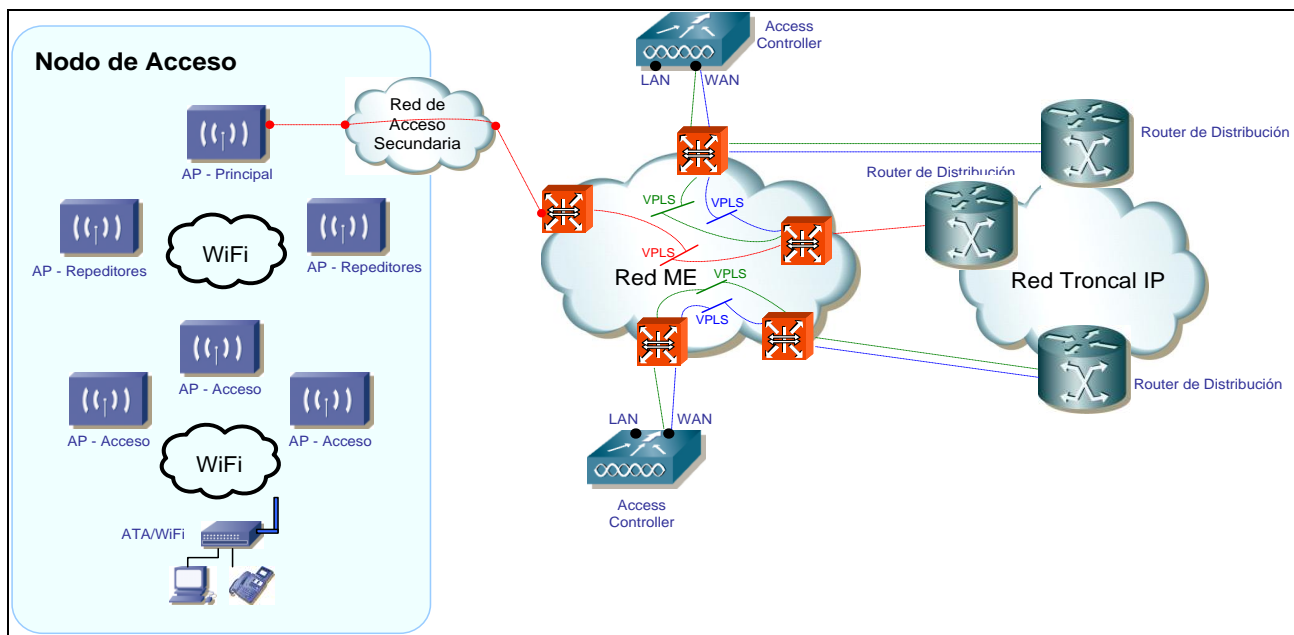 Nodo de Acceso
AP - Principal
AP - Repeditores
WiFi
AP - Repeditores
AP - Acceso
AP - Acceso
AP - Acceso
WiFi
ATA/WiFi
Red de
Acceso
Secundaria
Access
Controller
LAN
WAN
VPLS
VPLS
VPLS
Red ME
VPLS
VPLS
LAN
WAN
Access
Controller
Router de Distribución
Router de Distribución
Red Troncal IP
Router de Distribución